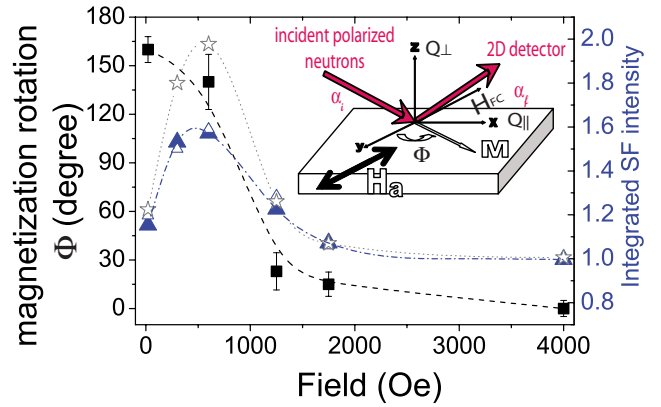 magnetization rotation
Φ (degree)
180
150
120
90
60
30
0
incident polarized
neutrons
2D detector
z Q⊥
αi
αf
HFC
x Q||
y
Φ
M
Ha
2.0
1.8
1.6
1.4
1.2
1.0
0.8
Integrated SF intensity
0 1000 2000 3000 4000
Field (Oe)